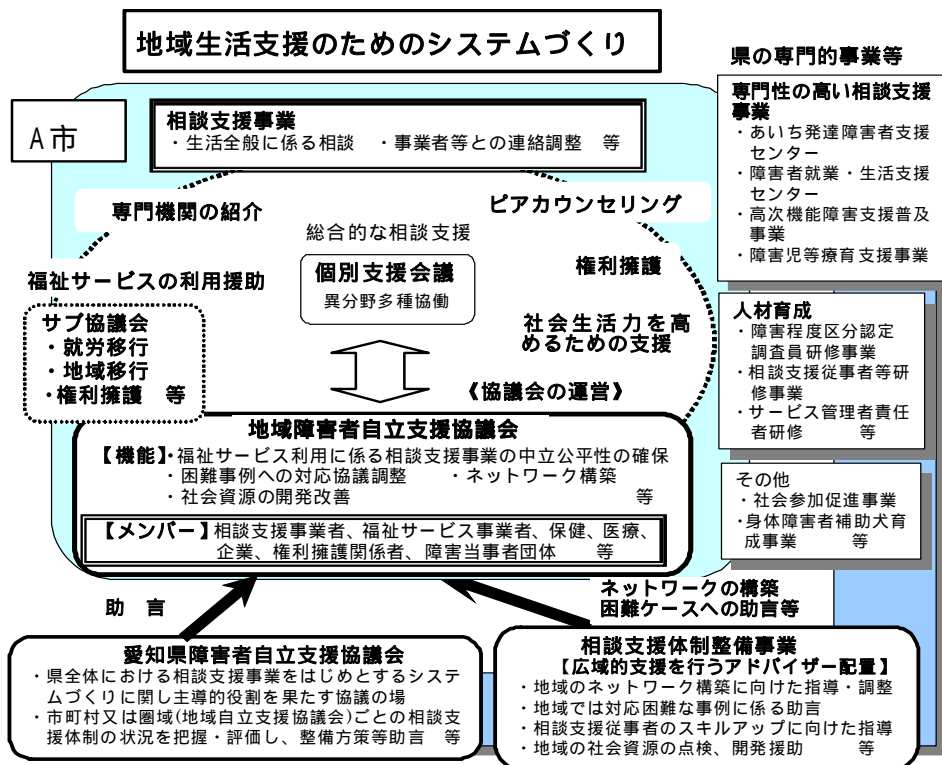 地域生活支援のためのシステムづくり
A市
相談支援事業
・生活全般に係る相談　・事業者等との連絡調整　等
専門機関の紹介
ピアカウンセリング
総合的な相談支援
個別支援会議
異分野多種協働
権利擁護
福祉サービスの利用援助
社会生活力を高
めるための支援
サブ協議会
・就労移行
・地域移行
・権利擁護　等
《協議会の運営》
地域障害者自立支援協議会
【機能】・福祉サービス利用に係る相談支援事業の中立公平性の確保
・困難事例への対応協議調整　・ネットワーク構築
・社会資源の開発改善　等
【メンバー】相談支援事業者、福祉サービス事業者、保健、医療、
企業、権利擁護関係者、障害当事者団体　等
県の専門的事業等
専門性の高い相談支援
事業
・あいち発達障害者支援
センター
・障害者就業・生活支援
センター
・高次機能障害支援普及
事業
・障害児等療育支援事業
人材育成
・障害程度区分認定
調査員研修事業
・相談支援従事者等研
修事業
・サービス管理者責任
者研修　等
その他
・社会参加促進事業
・身体障害者補助犬育
成事業　等
助　言
ネットワークの構築
困難ケースへの助言等
愛知県障害者自立支援協議会
・県全体における相談支援事業をはじめとするシステ
ムづくりに関し主導的役割を果たす協議の場
・市町村又は圏域(地域自立支援協議会)ごとの相談支
援体制の状況を把握・評価し、整備方策等助言　等
相談支援体制整備事業
【広域的支援を行うアドバイザー配置】
・地域のネットワーク構築に向けた指導・調整
・地域では対応困難な事例に係る助言
・相談支援従事者のスキルアップに向けた指導
・地域の社会資源の点検、開発援助　等